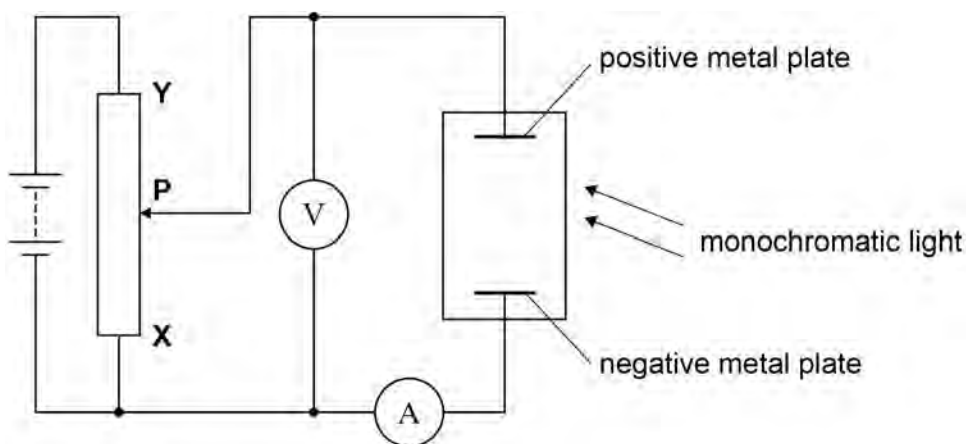 Y
positive metal plate
P
V
monochromatic light
X
negative metal plate
A